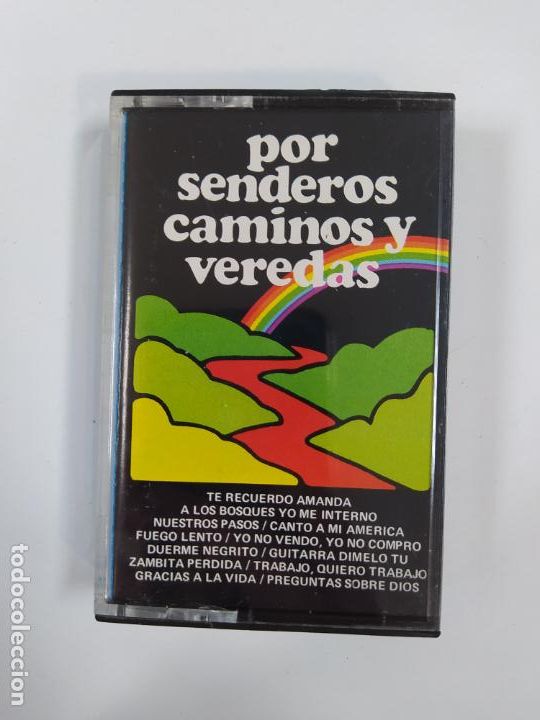 por
senderos
caminos y
veredas
TE RECUERDO AMANDA
A LOS BOSQUES YO ME INTERNO
NUESTROS PASOS / CANTO A MI AMERICA
FUEGO LENTO / YO NO VENDO, YO NO COMPRO
DUERME NEGRITO / GUITARRA DIMELO TU
ZAMBITA PERDIDA / TRABAJO, QUIERO TRABAJO
GRACIAS A LA VIDA / PREGUNTAS SOBRE DIOS
todocoleccion